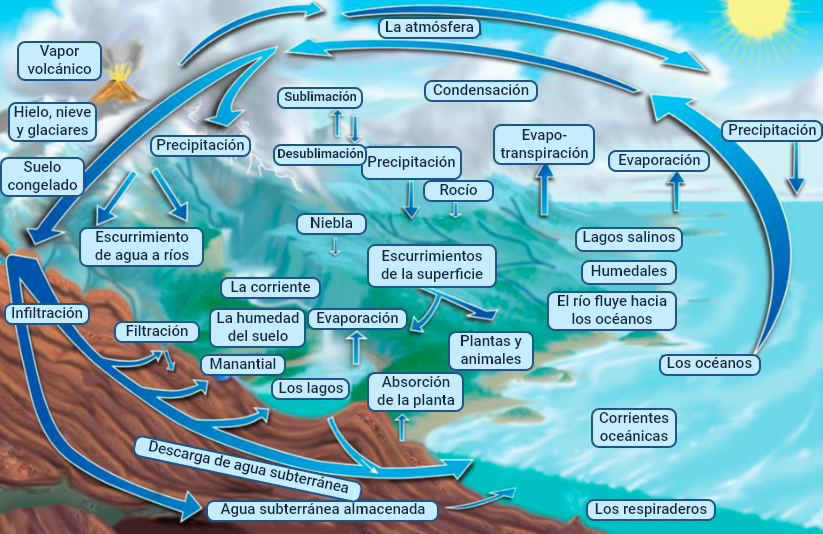 La atmósfera
Vapor
volcánico
Condensación
Sublimación
Hielo, nieve
y glaciares
Precipitación
Evapo-
transpiración
Precipitación
Desublimación
Precipitación
Evaporación
Suelo
congelado
Rocío
Niebla
Escurrimiento
de agua a ríos
Lagos salinos
Escurrimientos
de la superficie
Humedales
La corriente
El río fluye hacia
los océanos
Infiltración
Filtración
La humedad
del suelo
Evaporación
Plantas y
animales
Manantial
Los océanos
Los lagos
Absorción
de la planta
Corrientes
oceánicas
Descarga de agua subterránea
Agua subterránea almacenada
Los respiraderos